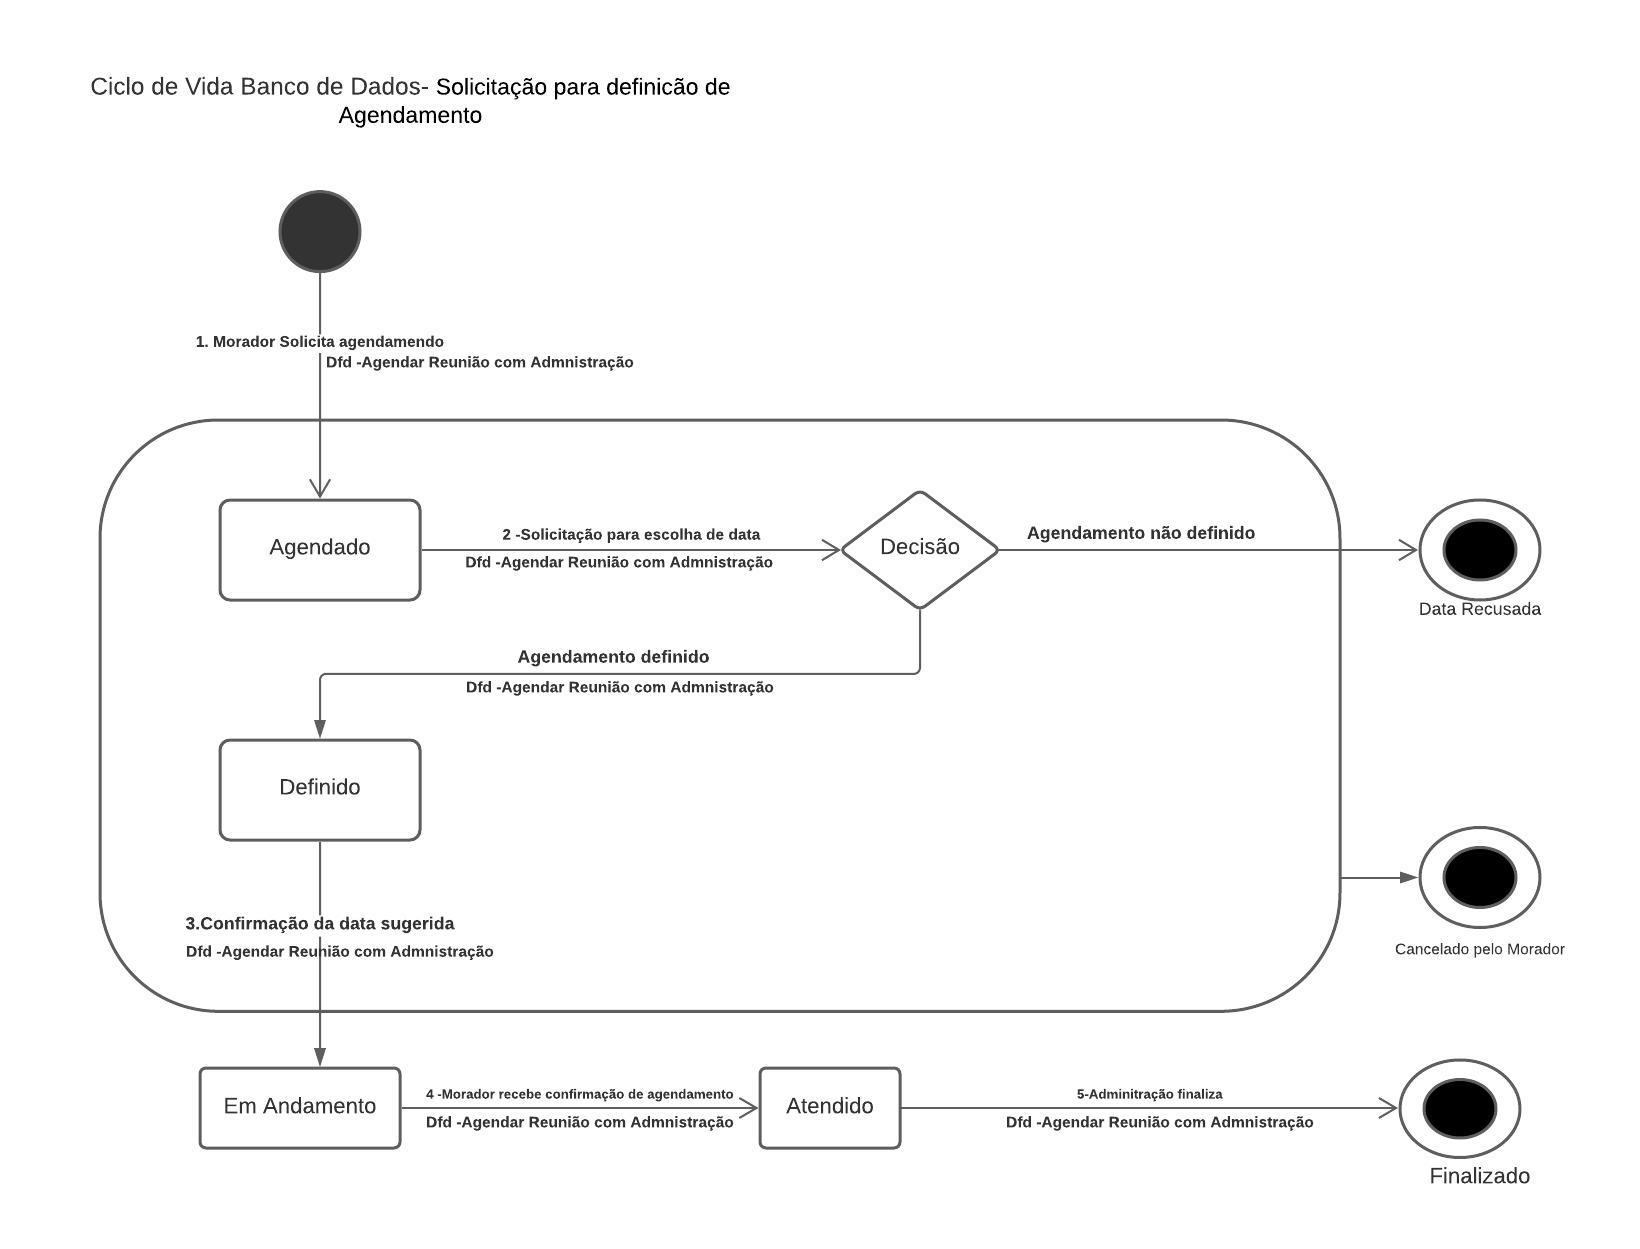 Ciclo de Vida Banco de Dados- Solicitação para definicão de
Agendamento
1. Morador Solicita agendamendo
Dfd -Agendar Reunião com Admnistração
Agendado
2 -Solicitação para escolha de data
Dfd -Agendar Reunião com Admnistração
Decisão
Agendamento não definido
Data Recusada
Agendamento definido
Dfd -Agendar Reunião com Admnistração
Definido
3.Confirmação da data sugerida
Dfd -Agendar Reunião com Admnistração
Cancelado pelo Morador
Em Andamento
4 -Morador recebe confirmação de agendamento
Dfd -Agendar Reunião com Admnistração
Atendido
5-Adminitração finaliza
Dfd -Agendar Reunião com Admnistração
Finalizado